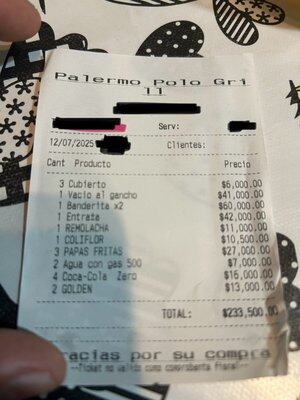 Palermo Polo Gri
ll
Serv:
12/07/2025 Clientes:
Cant Producto Precio
3 Cubierto $6,000.00
1 Vacio al gancho $41,000.00
1 Banderita x2 $60,000.00
1 Entrata $42,000.00
1 REMOLACHA $11,000.00
1 COLIFLOR $10,500.00
3 PAPAS FRITAS $27,000.00
2 Agua con gas 500 $7,000.00
4 Coca-Cola Zero $16,000.00
2 GOLDEN $13,000.00
TOTAL: $233,500.00
Gracias por su compra
--Ticket no valido como comprobante fiscal--